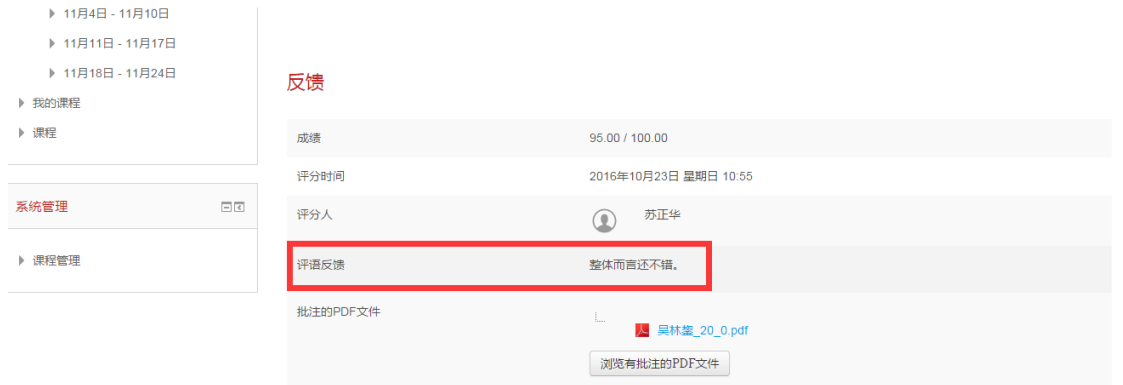 11月4日 - 11月10日
11月11日 - 11月17日
11月18日 - 11月24日
我的课程
课程
系统管理
课程管理
反馈
成绩 95.00 / 100.00
评分时间 2016年10月23日 星期日 10:55
评分人 苏正华
评语反馈 整体而言还不错。
批注的PDF文件
吴林蓥_20_0.pdf
浏览有批注的PDF文件